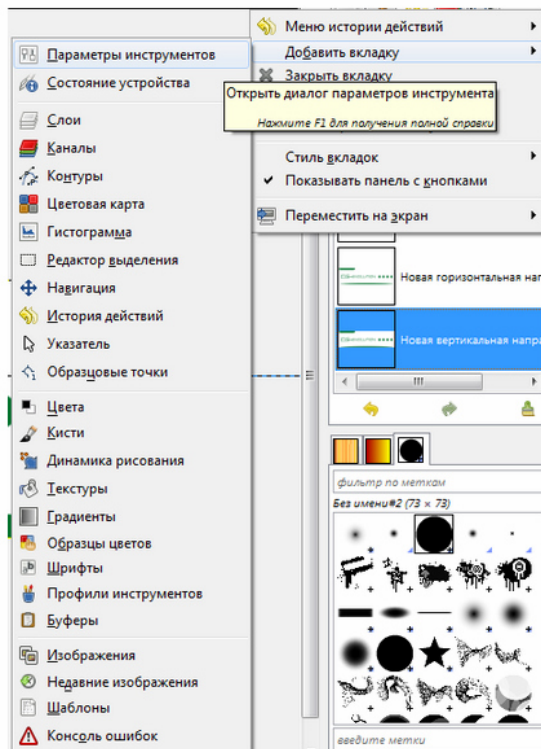 Меню истории действий
Добавить вкладку
Закрыть вкладку
Открыть диалог параметров инструмента
Нажмите F1 для получения полной справки
Стиль вкладок
Показывать панель с кнопками
Переместить на экран
Параметры инструментов
Состояние устройства
Слои
Каналы
Контуры
Цветовая карта
Гистограмма
Редактор выделения
Навигация
История действий
Указатель
Образцовые точки
Цвета
Кисти
Динамика рисования
Текстуры
Градиенты
Образцы цветов
Шрифты
Профили инструментов
Буферы
Изображения
Недавние изображения
Шаблоны
Консоль ошибок
Новая горизонтальная нап
Новая вертикальная напра
фильтр по меткам
Без имени#2 (73 × 73)
введите метки